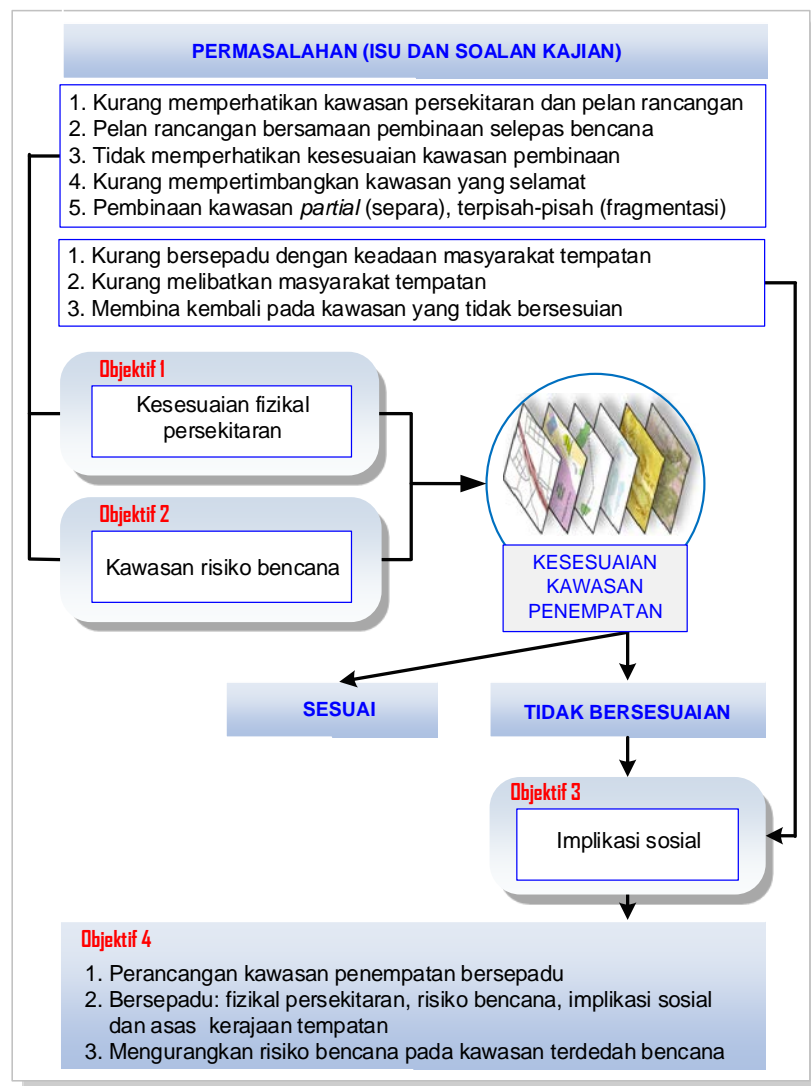 PERMASALAHAN (ISU DAN SOALAN KAJIAN)
1. Kurang memperhatikan kawasan persekitaran dan pelan rancangan
2. Pelan rancangan bersamaan pembinaan selepas bencana
3. Tidak memperhatikan kesesuaian kawasan pembinaan
4. Kurang mempertimbangkan kawasan yang selamat
5. Pembinaan kawasan partial (separa), terpisah-pisah (fragmentasi)
1. Kurang bersepadu dengan keadaan masyarakat tempatan
2. Kurang melibatkan masyarakat tempatan
3. Membina kembali pada kawasan yang tidak bersesuian
Objektif 1
Kesesuaian fizikal
persekitaran
Objektif 2
Kawasan risiko bencana
KESESUAIAN
KAWASAN
PENEMPATAN
SESUAI
TIDAK BERSESUAIAN
Objektif 3
Implikasi sosial
Objektif 4
1. Perancangan kawasan penempatan bersepadu
2. Bersepadu: fizikal persekitaran, risiko bencana, implikasi sosial
dan asas kerajaan tempatan
3. Mengurangkan risiko bencana pada kawasan terdedah bencana